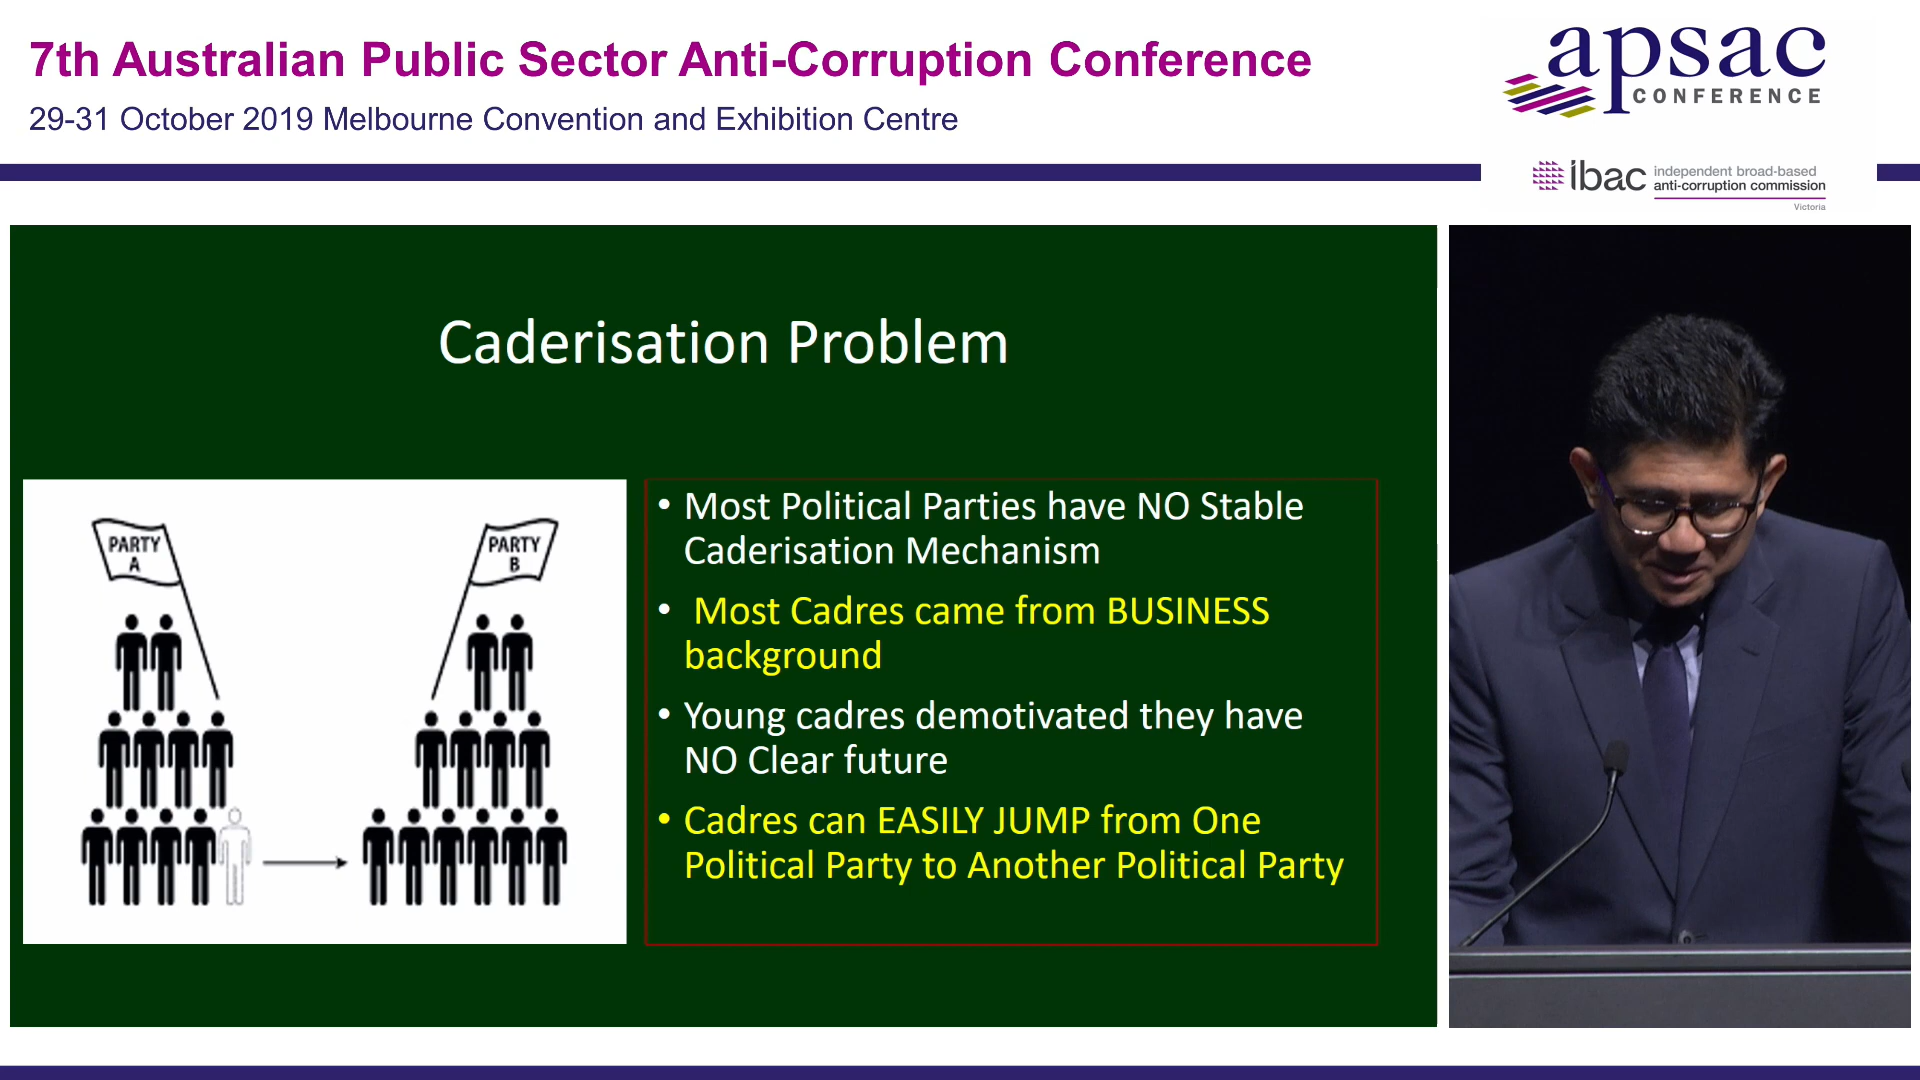 7th Australian Public Sector Anti-Corruption Conference
29-31 October 2019 Melbourne Convention and Exhibition Centre
apsac
CONFERENCE
ibac
independent broad-based
anti-corruption commission
Victoria
Caderisation Problem
PARTY
A
PARTY
B
• Most Political Parties have NO Stable
Caderisation Mechanism
• Most Cadres came from BUSINESS
background
• Young cadres demotivated they have
NO Clear future
• Cadres can EASILY JUMP from One
Political Party to Another Political Party